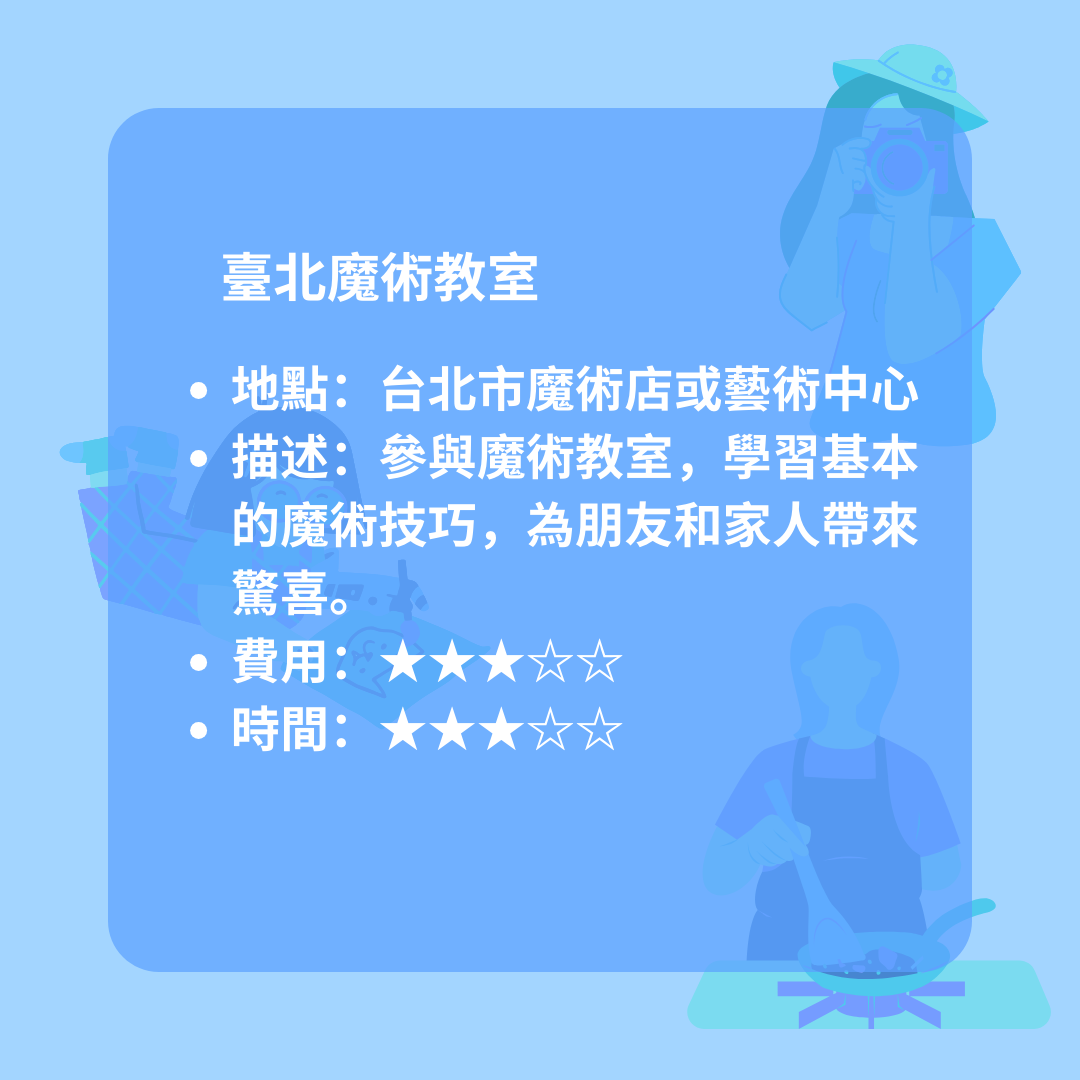 臺北魔術教室
• 地點：台北市魔術店或藝術中心
• 描述：參與魔術教室，學習基本
的魔術技巧，為朋友和家人帶來
驚喜。
• 費用：★★★☆☆
• 時間：★★★☆☆